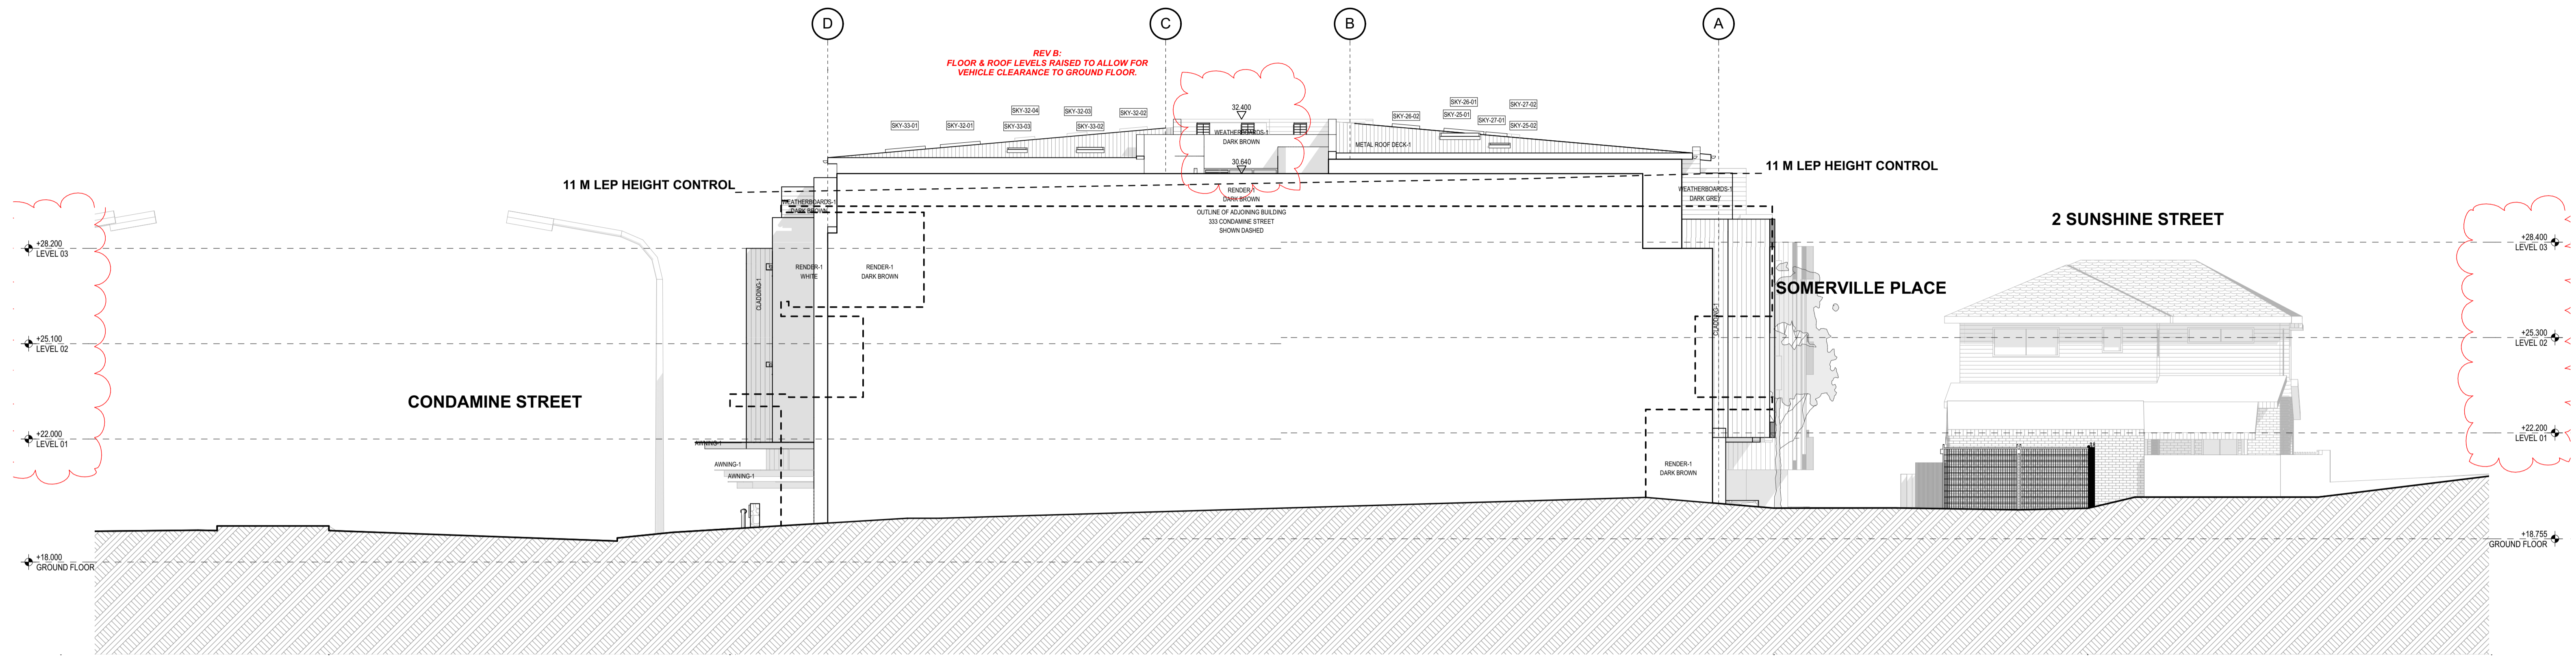 D
C
B
A
REV B:
FLOOR & ROOF LEVELS RAISED TO ALLOW FOR
VEHICLE CLEARANCE TO GROUND FLOOR.
SKY-33-01
SKY-32-01
SKY-32-04
SKY-33-03
SKY-32-03
SKY-33-02
SKY-32-02
32.400
WEATHERBOARDS-1
DARK BROWN
30.640
RENDER-1
DARK BROWN
OUTLINE OF ADJOINING BUILDING
333 CONDAMINE STREET
SHOWN DASHED
SKY-26-02
SKY-26-01
SKY-25-01
SKY-27-01
SKY-27-02
SKY-25-02
METAL ROOF DECK-1
11 M LEP HEIGHT CONTROL
11 M LEP HEIGHT CONTROL
WEATHERBOARDS-1
DARK BROWN
WEATHERBOARDS-1
DARK GREY
2 SUNSHINE STREET
+28.200
LEVEL 03
+28.400
LEVEL 03
RENDER-1
WHITE
RENDER-1
DARK BROWN
CLADDING-1
CLADDING-1
SOMERVILLE PLACE
+25.100
LEVEL 02
+25.300
LEVEL 02
CONDAMINE STREET
+22.000
LEVEL 01
+22.200
LEVEL 01
AWNING-1
AWNING-1
AWNING-1
RENDER-1
DARK BROWN
+18.000
GROUND FLOOR
+18.755
GROUND FLOOR